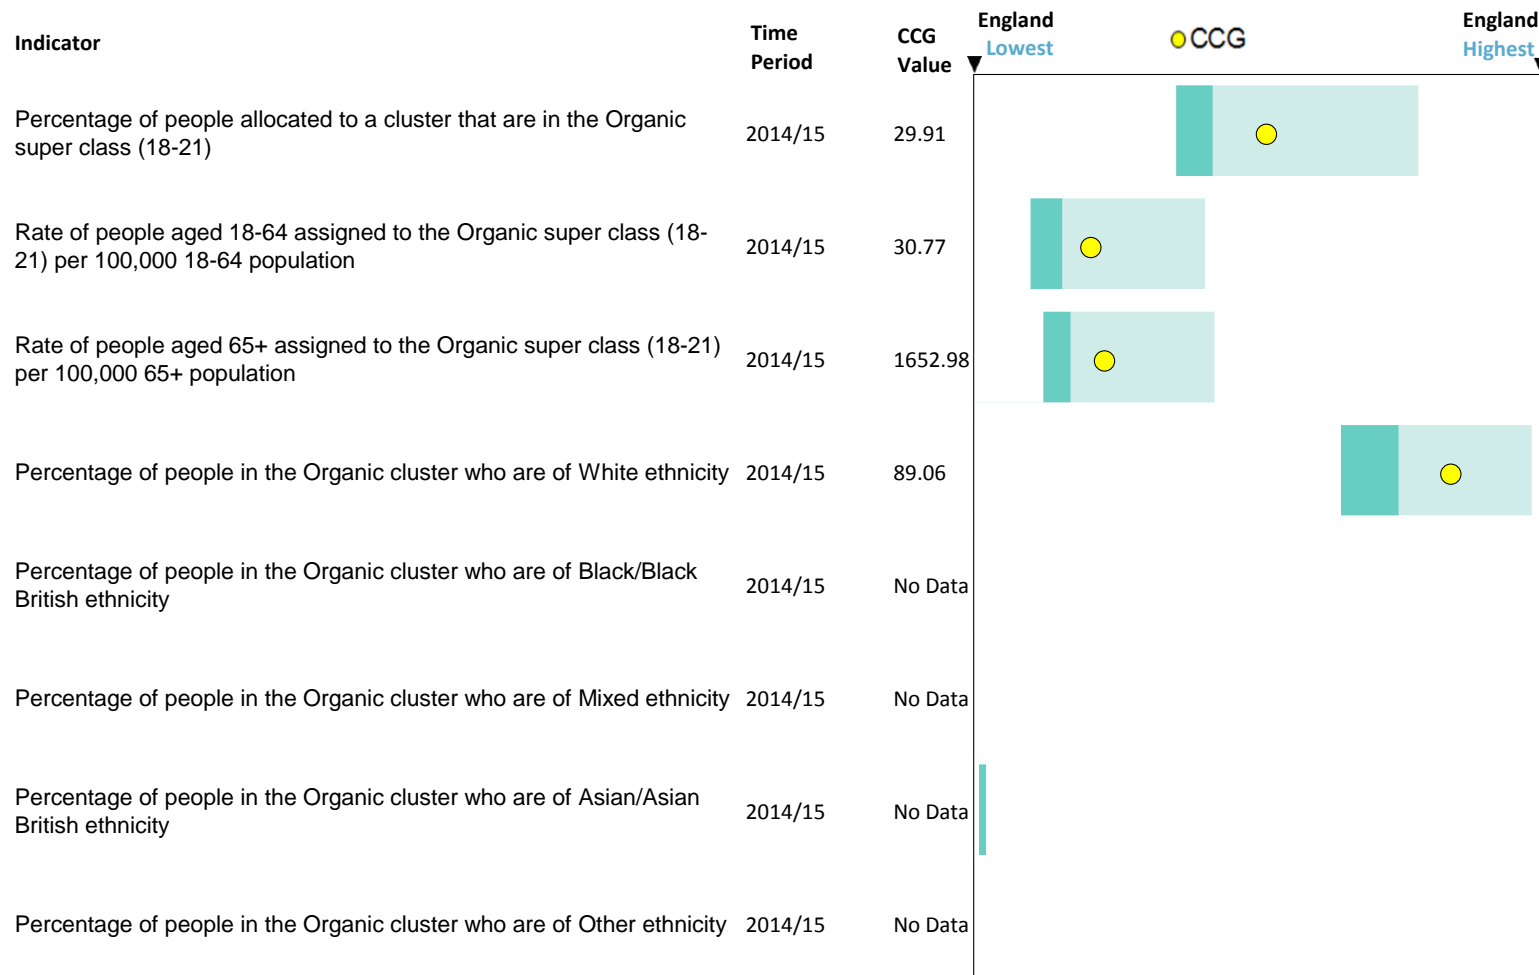 Indicator
Time Period
CCG Value
England Lowest
CCG
England Highest
Percentage of people allocated to a cluster that are in the Organic
super class (18-21)
2014/15
29.91
Rate of people aged 18-64 assigned to the Organic super class (18-
21) per 100,000 18-64 population
2014/15
30.77
Rate of people aged 65+ assigned to the Organic super class (18-21)
per 100,000 65+ population
2014/15
1652.98
Percentage of people in the Organic cluster who are of White ethnicity
2014/15
89.06
Percentage of people in the Organic cluster who are of Black/Black
British ethnicity
2014/15
No Data
Percentage of people in the Organic cluster who are of Mixed ethnicity
2014/15
No Data
Percentage of people in the Organic cluster who are of Asian/Asian
British ethnicity
2014/15
No Data
Percentage of people in the Organic cluster who are of Other ethnicity
2014/15
No Data